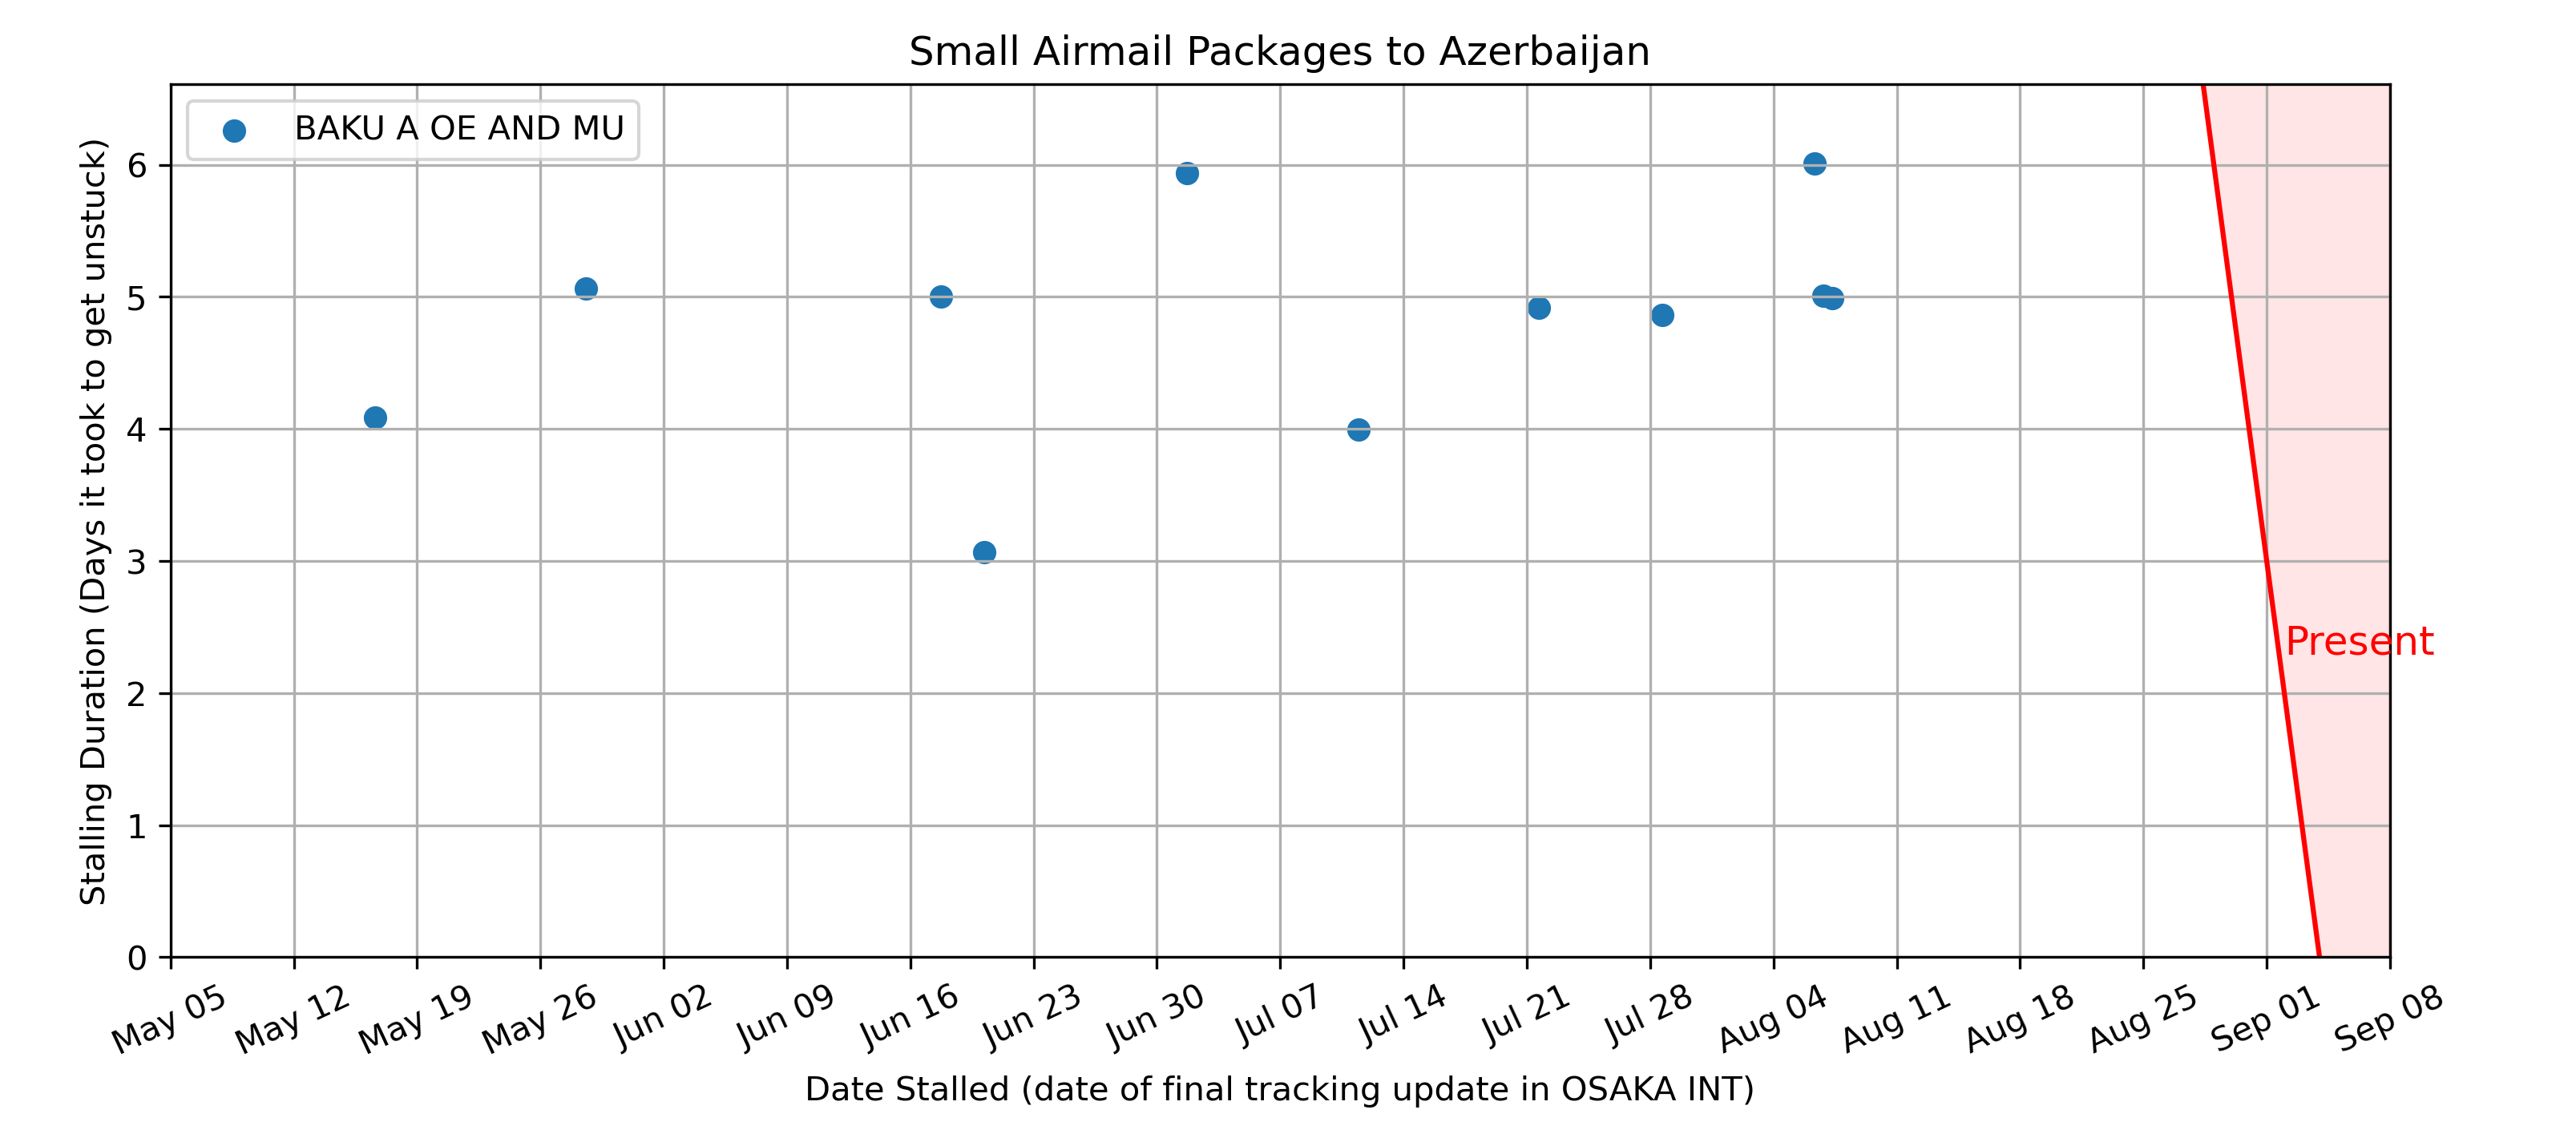 Small Airmail Packages to Azerbaijan
BAKU A OE AND MU
Stalling Duration (Days it took to get unstuck)
6
5
4
3
2
1
0
Present
May 05
May 12
May 19
May 26
Jun 02
Jun 09
Jun 16
Jun 23
Jun 30
Jul 07
Jul 14
Jul 21
Jul 28
Aug 04
Aug 11
Aug 18
Aug 25
Sep 01
Sep 08
Date Stalled (date of final tracking update in OSAKA INT)